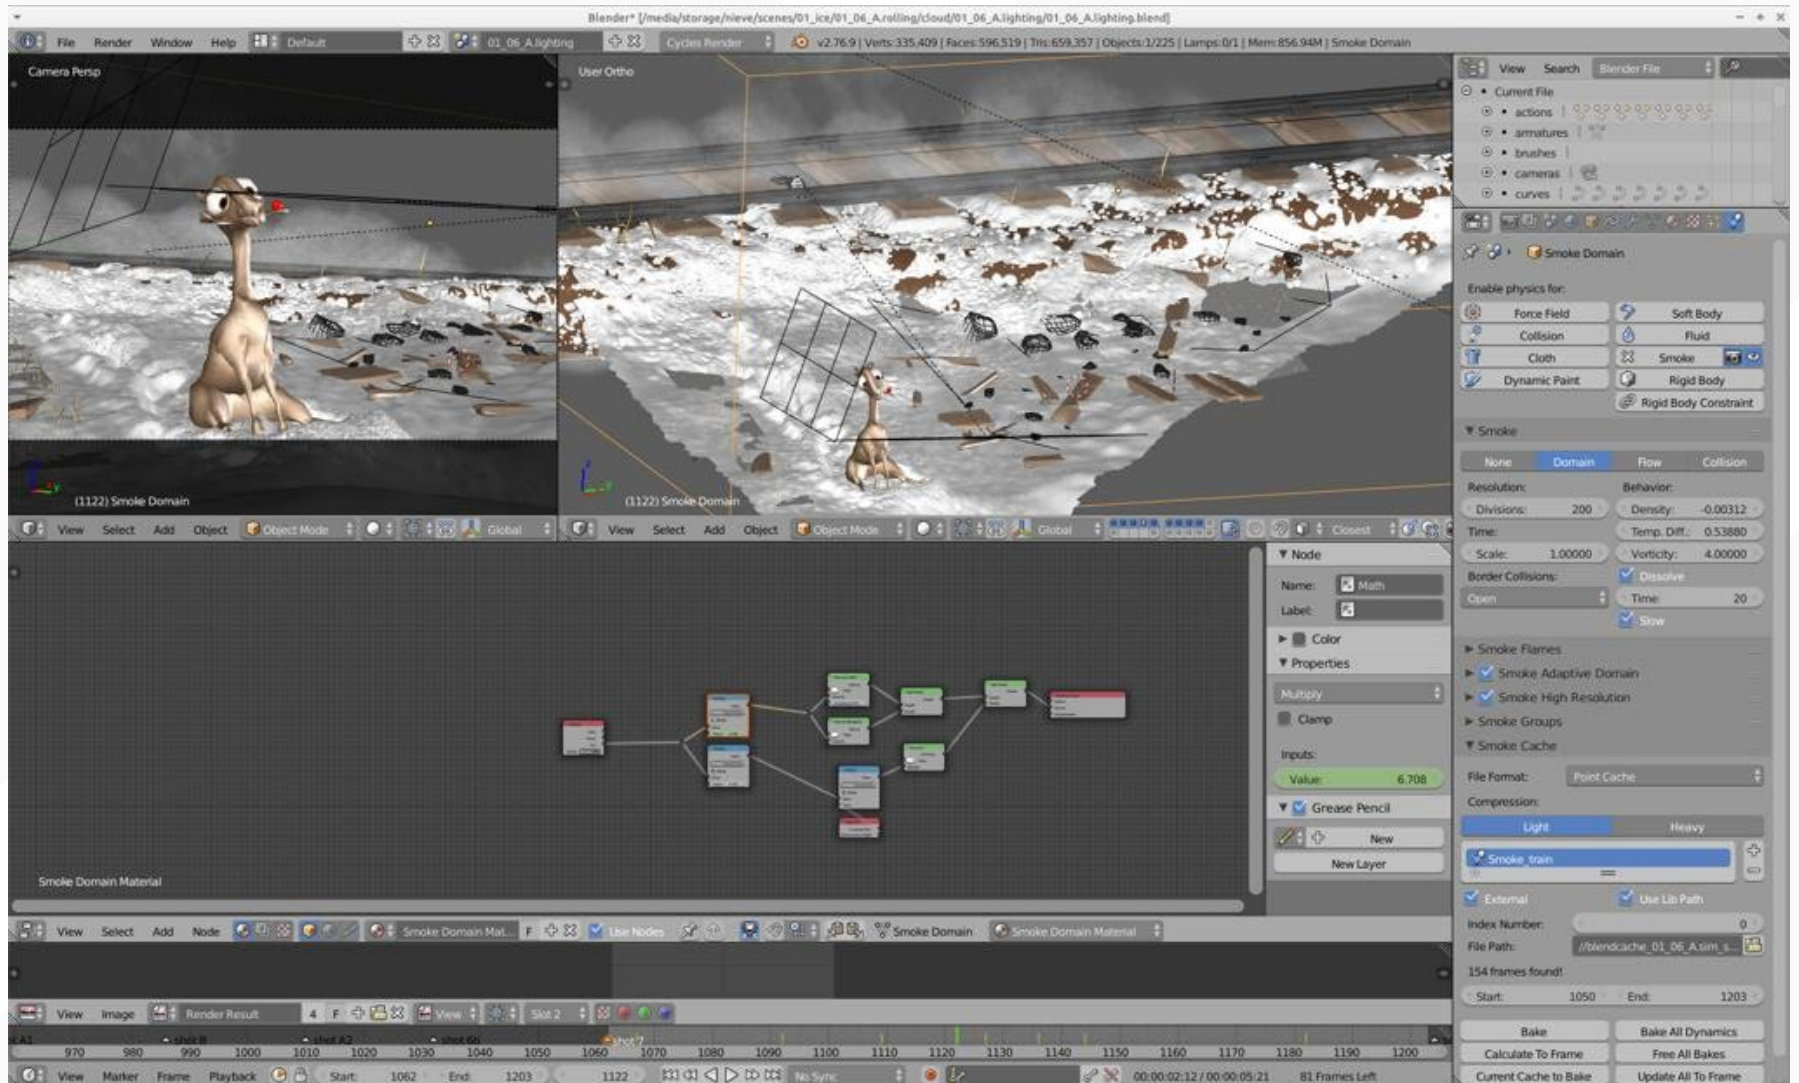 Blender* [/media/storage/nieve/scenes/01_ice/01_06_A.rolling/cloud/01_06_A.lighting/01_06_A.lighting.blend]
File Render Window Help Default 01_06_A.lighting Cycles Render v2.76.9 | Verts:335,409 | Faces:596,519 | Tris:659,357 | Objects:1/225 | Lamps:0/1 | Mem:856.94M | Smoke Domain
Camera Persp
(1122) Smoke Domain
View Select Add Object Object Mode Global
User Ortho
(1122) Smoke Domain
View Select Add Object Object Mode Global Closest
View Search Blender File
Current File
actions
armatures
brushes
cameras
curves
Smoke Domain
Enable physics for:
Force Field Soft Body
Collision Fluid
Cloth Smoke
Dynamic Paint Rigid Body
Rigid Body Constraint
Smoke
None Domain Flow Collision
Resolution: Behavior:
Divisions: 200 Density: -0.00312
Time: Temp. Diff.: 0.53880
Scale: 1.00000 Vorticity: 4.00000
Border Collisions: Dissolve
Open Time: 20
Slow
Smoke Flames
Smoke Adaptive Domain
Smoke High Resolution
Smoke Groups
Smoke Cache
File Format: Point Cache
Compression:
Light Heavy
Smoke_train
External Use Lib Path
Index Number: 0
File Path: //blendcache_01_06_A.sim_s...
154 frames found!
Start: 1050 End: 1203
Bake Bake All Dynamics
Calculate To Frame Free All Bakes
Current Cache to Bake Update All To Frame
Node
Name: Math
Label:
Color
Properties
Multiply
Clamp
Inputs:
Value: 6.708
Grease Pencil
New
New Layer
Smoke Domain Material
View Select Add Node Smoke Domain Mat... F Use Nodes Smoke Domain Smoke Domain Material
View Image Render Result 4 F View Slot 2
shot B shot A2 shot 6b shot 7
970 980 990 1000 1010 1020 1030 1040 1050 1060 1070 1080 1090 1100 1110 1120 1130 1140 1150 1160 1170 1180 1190 1200
View Marker Frame Playback Start: 1062 End: 1203 1122 No Sync 00:00:02:12 / 00:00:05:21 81 Frames Left